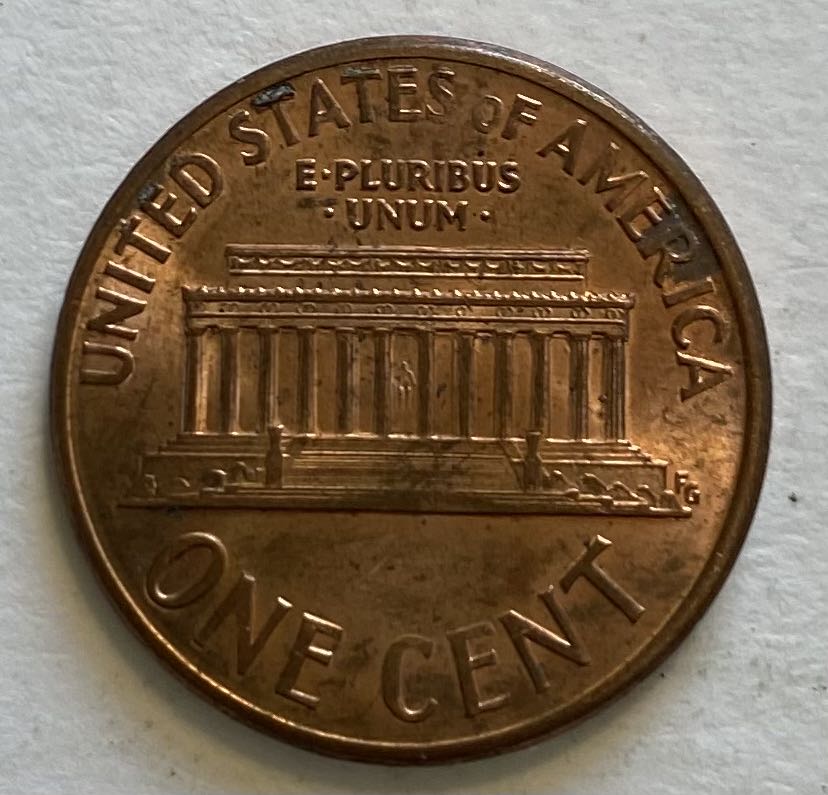 UNITED STATES OF AMERICA
E·PLURIBUS
·UNUM·
FG
ONE CENT